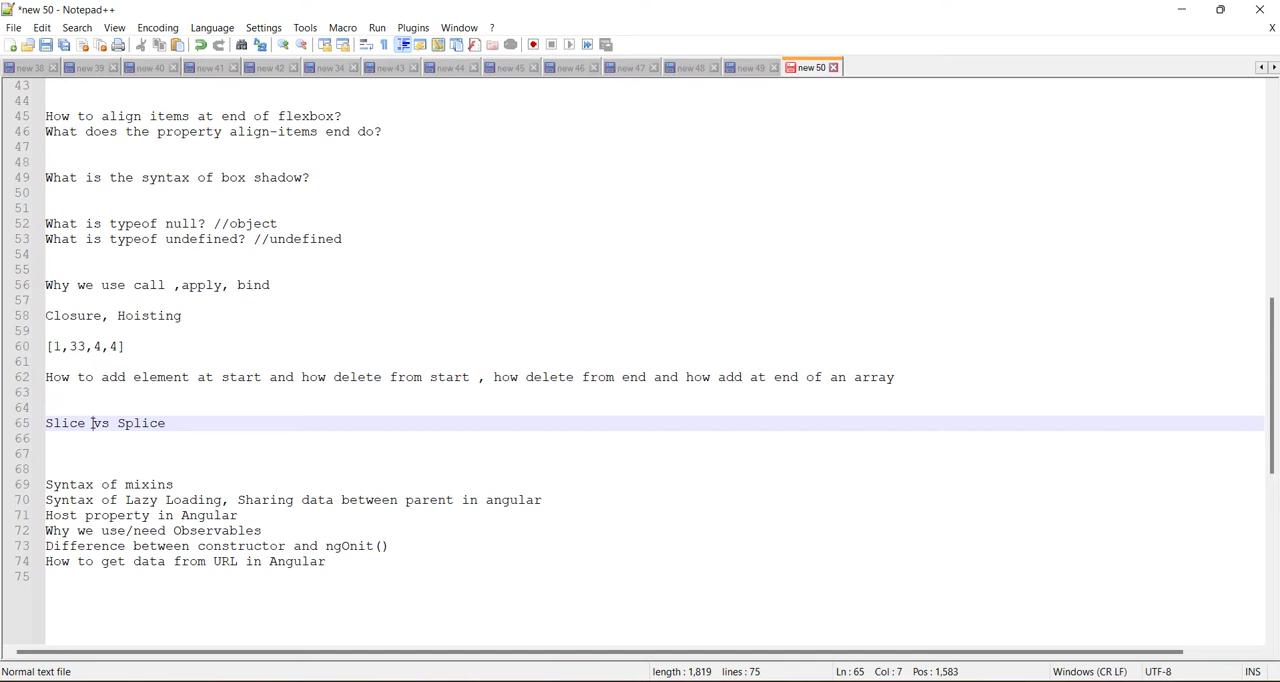 *new 50 - Notepad++
File Edit Search View Encoding Language Settings Tools Macro Run Plugins Window ?
X
new 38 new 39 new 40 new 41 new 42 new 34 new 43 new 44 new 45 new 46 new 47 new 48 new 49 new 50
43
44
45 How to align items at end of flexbox?
46 What does the property align-items end do?
47
48
49 What is the syntax of box shadow?
50
51
52 What is typeof null? //object
53 What is typeof undefined? //undefined
54
55
56 Why we use call ,apply, bind
57
58 Closure, Hoisting
59
60 [1,33,4,4]
61
62 How to add element at start and how delete from start , how delete from end and how add at end of an array
63
64
65 Slice vs Splice
66
67
68
69 Syntax of mixins
70 Syntax of Lazy Loading, Sharing data between parent in angular
71 Host property in Angular
72 Why we use/need Observables
73 Difference between constructor and ngOnit()
74 How to get data from URL in Angular
75
Normal text file length : 1,819 lines : 75 Ln : 65 Col : 7 Pos : 1,583 Windows (CR LF) UTF-8 INS